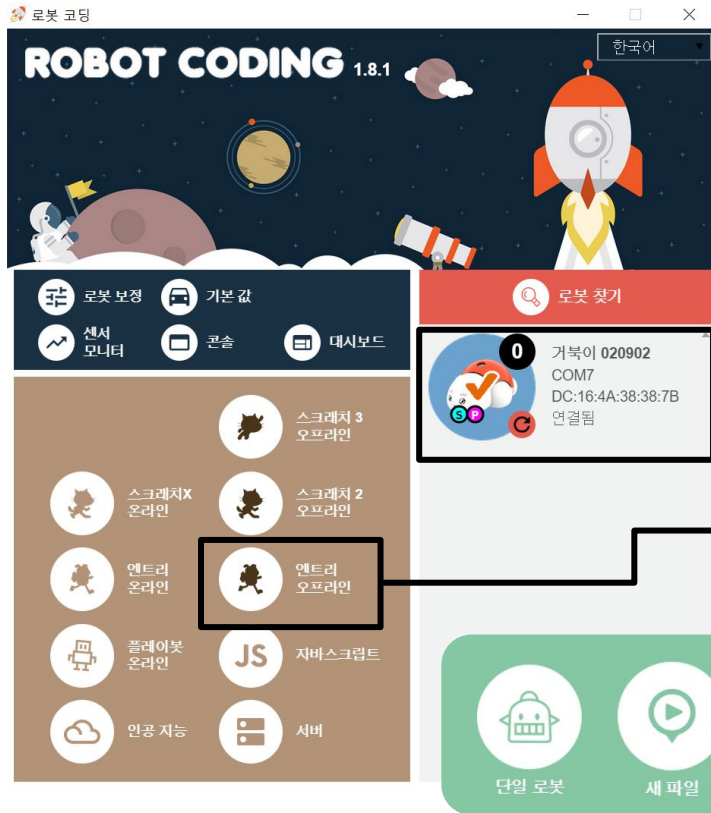 로봇 코딩
ROBOT CODING 1.8.1
한국어
로봇 보정
기본 값
로봇 찾기
센서
모니터
콘솔
대시보드
0
거북이 020902
COM7
DC:16:4A:38:38:7B
연결됨
S P
스크래치 3
오프라인
스크래치X
온라인
스크래치 2
오프라인
엔트리
온라인
엔트리
오프라인
플레이봇
온라인
JS
자바스크립트
인공 지능
서버
단일 로봇
새 파일